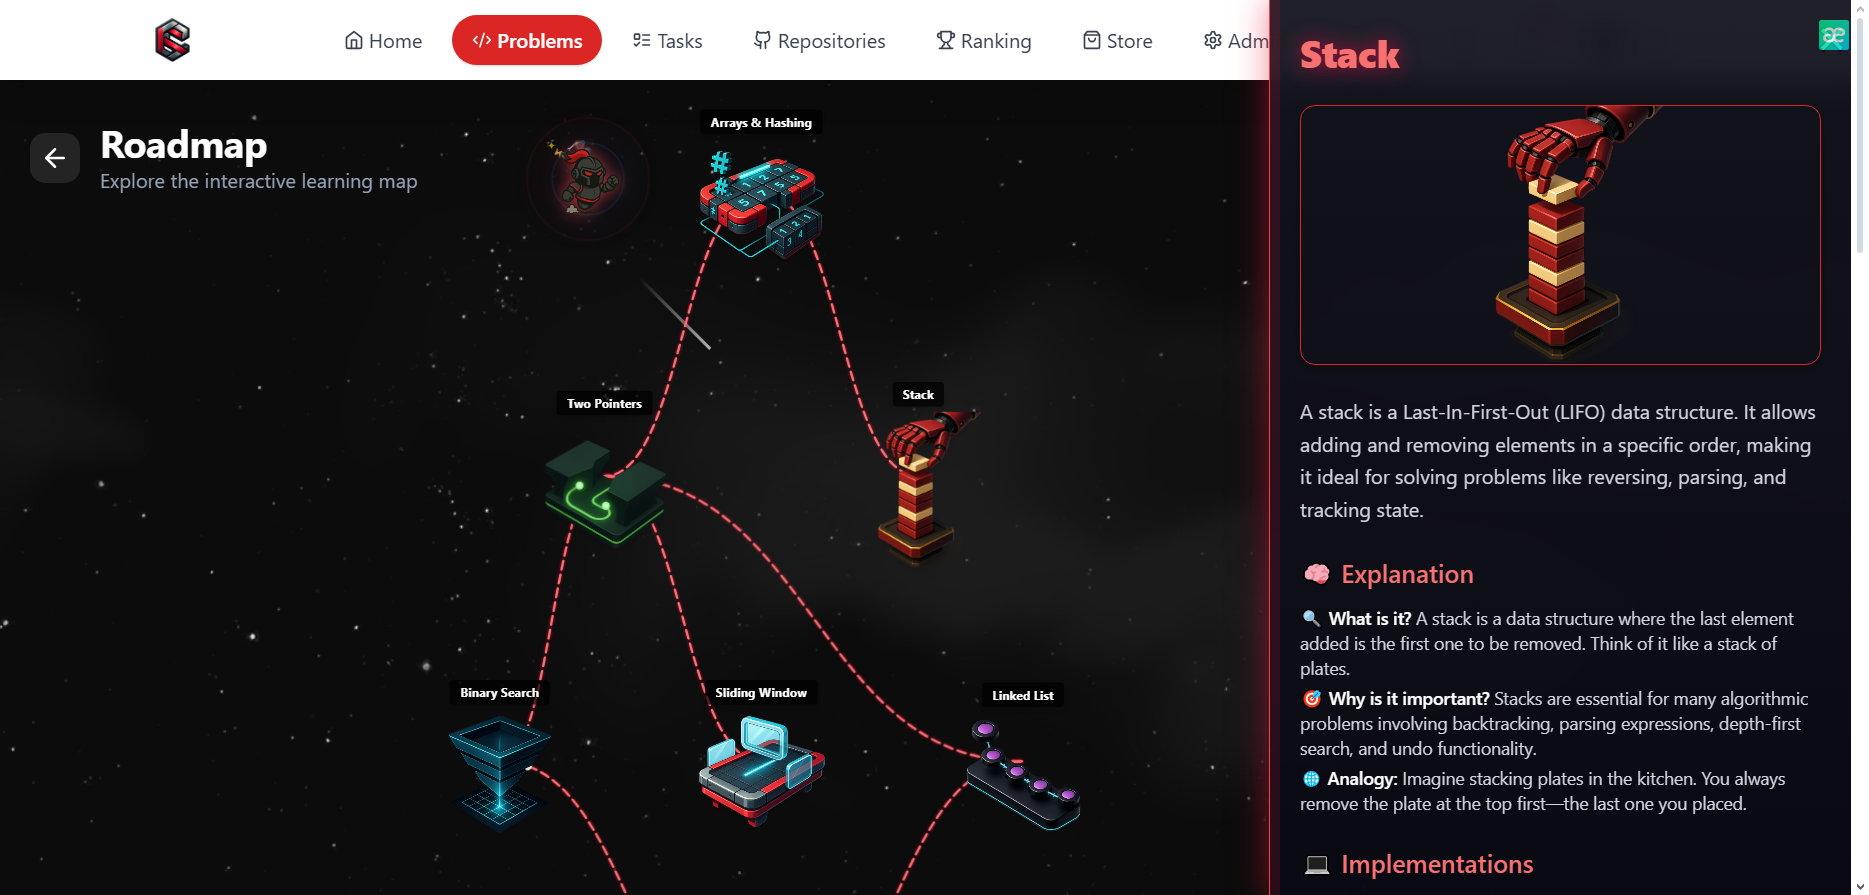 Home
Problems
Tasks
Repositories
Ranking
Store
Adm
Roadmap
Explore the interactive learning map
Arrays & Hashing
Two Pointers
Stack
Binary Search
Sliding Window
Linked List
Stack
A stack is a Last-In-First-Out (LIFO) data structure. It allows
adding and removing elements in a specific order, making
it ideal for solving problems like reversing, parsing, and
tracking state.
Explanation
What is it? A stack is a data structure where the last element
added is the first one to be removed. Think of it like a stack of
plates.
Why is it important? Stacks are essential for many algorithmic
problems involving backtracking, parsing expressions, depth-first
search, and undo functionality.
Analogy: Imagine stacking plates in the kitchen. You always
remove the plate at the top first—the last one you placed.
Implementations